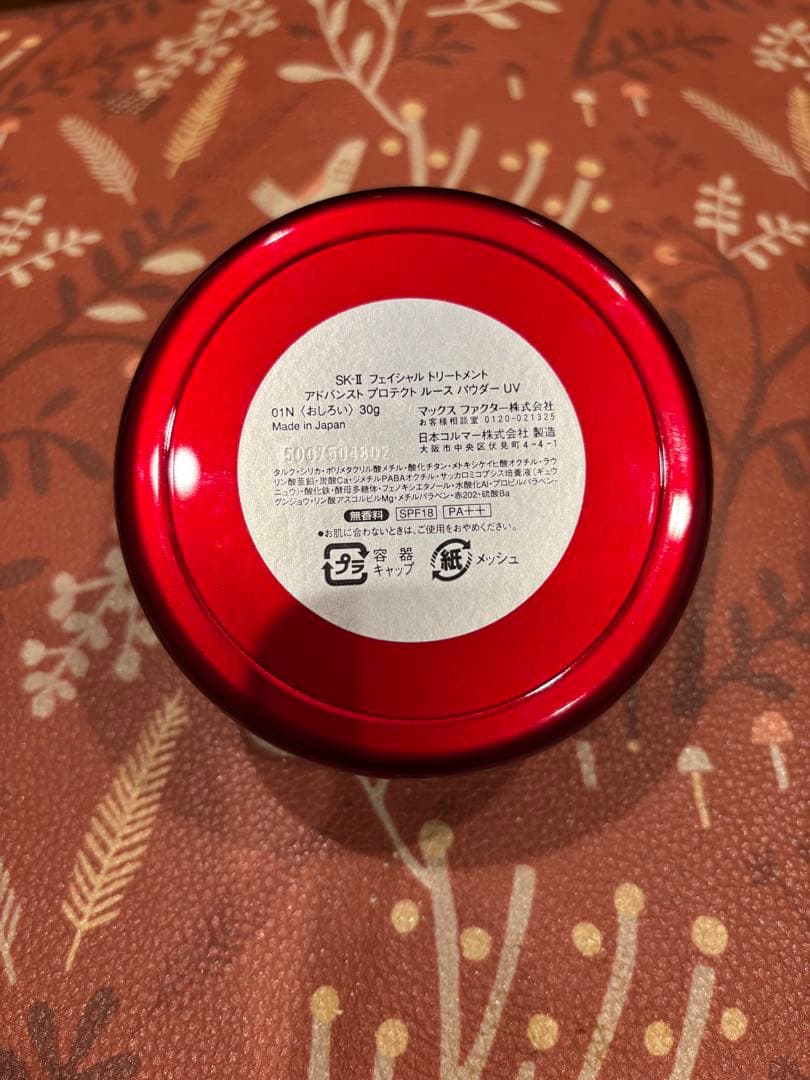 SK-Ⅱ フェイシャル トリートメント
アドバンスト プロテクト ルース パウダー UV
01N〈おしろい〉30g
マックス ファクター株式会社
お客様相談室 0120-021325
Made in Japan
日本コルマー株式会社 製造
大阪市中央区伏見町4-4-1
5007504802
タルク・シリカ・ポリメタクリル酸メチル・酸化チタン・メトキシケイヒ酸オクチル・ラウ
リン酸亜鉛・炭酸Ca・ジメチルPABAオクチル・サッカロミコプシス培養液(ギュウ
ニュウ)・酸化鉄・酵母多糖体・フェノキシエタノール・水酸化Al・プロピルパラベン・
グンジョウ・リン酸アスコルビルMg・メチルパラベン・赤202・硫酸Ba
無香料 SPF18 PA++
●お肌に合わないときは、ご使用をおやめください。
プラ 容器
キャップ
紙 メッシュ